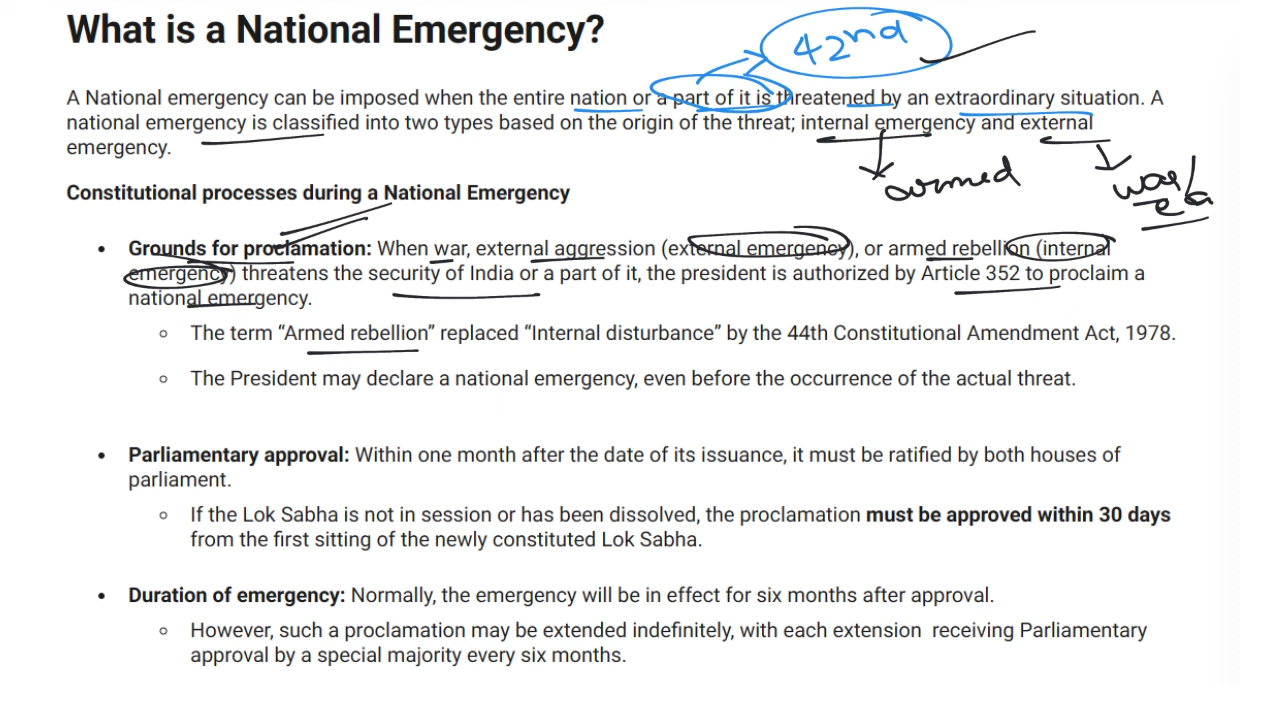 What is a National Emergency?
42nd
A National emergency can be imposed when the entire nation or a part of it is threatened by an extraordinary situation. A
national emergency is classified into two types based on the origin of the threat; internal emergency and external
emergency.
armed
war/
ea
Constitutional processes during a National Emergency
• Grounds for proclamation: When war, external aggression (external emergency), or armed rebellion (internal
emergency) threatens the security of India or a part of it, the president is authorized by Article 352 to proclaim a
national emergency.
○ The term “Armed rebellion” replaced “Internal disturbance” by the 44th Constitutional Amendment Act, 1978.
○ The President may declare a national emergency, even before the occurrence of the actual threat.
• Parliamentary approval: Within one month after the date of its issuance, it must be ratified by both houses of
parliament.
○ If the Lok Sabha is not in session or has been dissolved, the proclamation must be approved within 30 days
from the first sitting of the newly constituted Lok Sabha.
• Duration of emergency: Normally, the emergency will be in effect for six months after approval.
○ However, such a proclamation may be extended indefinitely, with each extension receiving Parliamentary
approval by a special majority every six months.